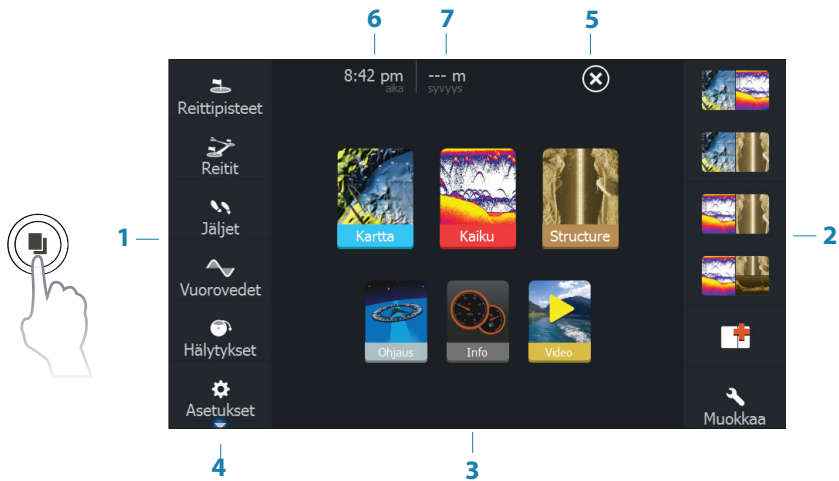 6 7 5
8:42 pm --- m
aika syvyys
Reittipisteet
Reitit
Jäljet
Vuorovedet
Hälytykset
Asetukset
1
Kartta Kaiku Structure
Ohjaus Info Video
2
Muokkaa
4 3